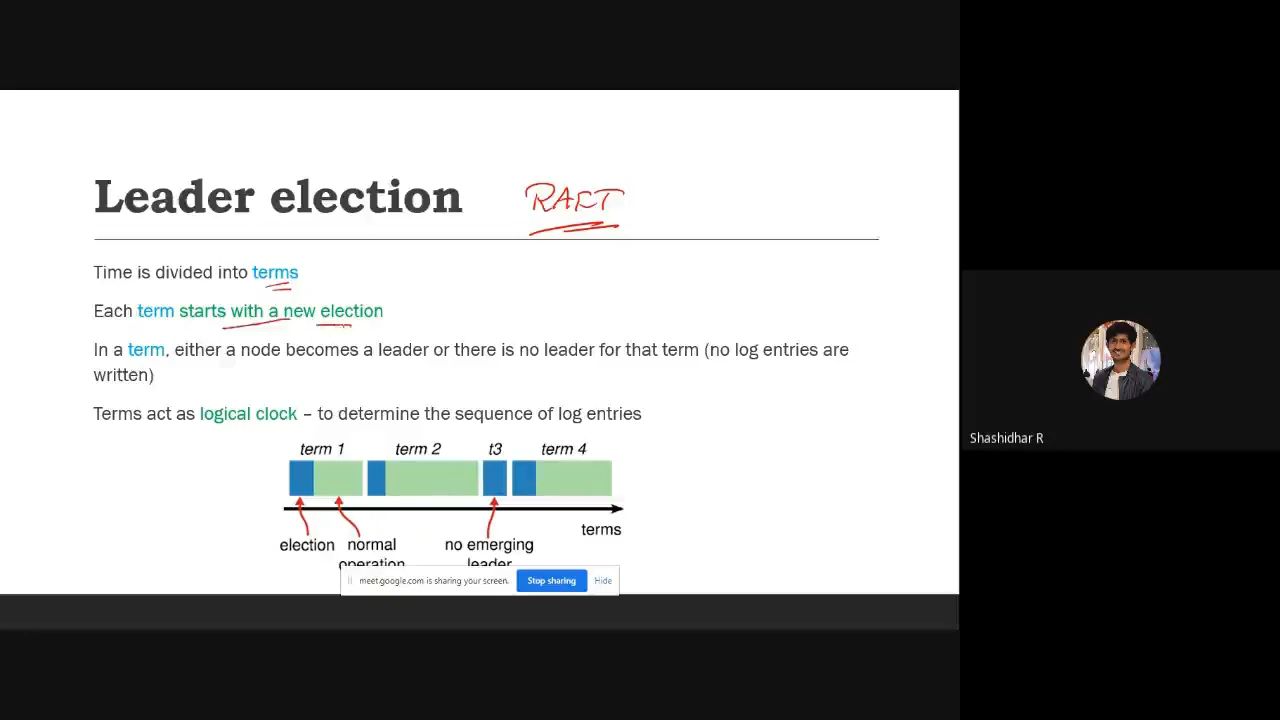 Leader election RAFT
Time is divided into terms
Each term starts with a new election
In a term, either a node becomes a leader or there is no leader for that term (no log entries are
written)
Terms act as logical clock – to determine the sequence of log entries
term 1 term 2 t3 term 4
terms
election normal no emerging
operation leader
meet.google.com is sharing your screen. Stop sharing Hide
Shashidhar R